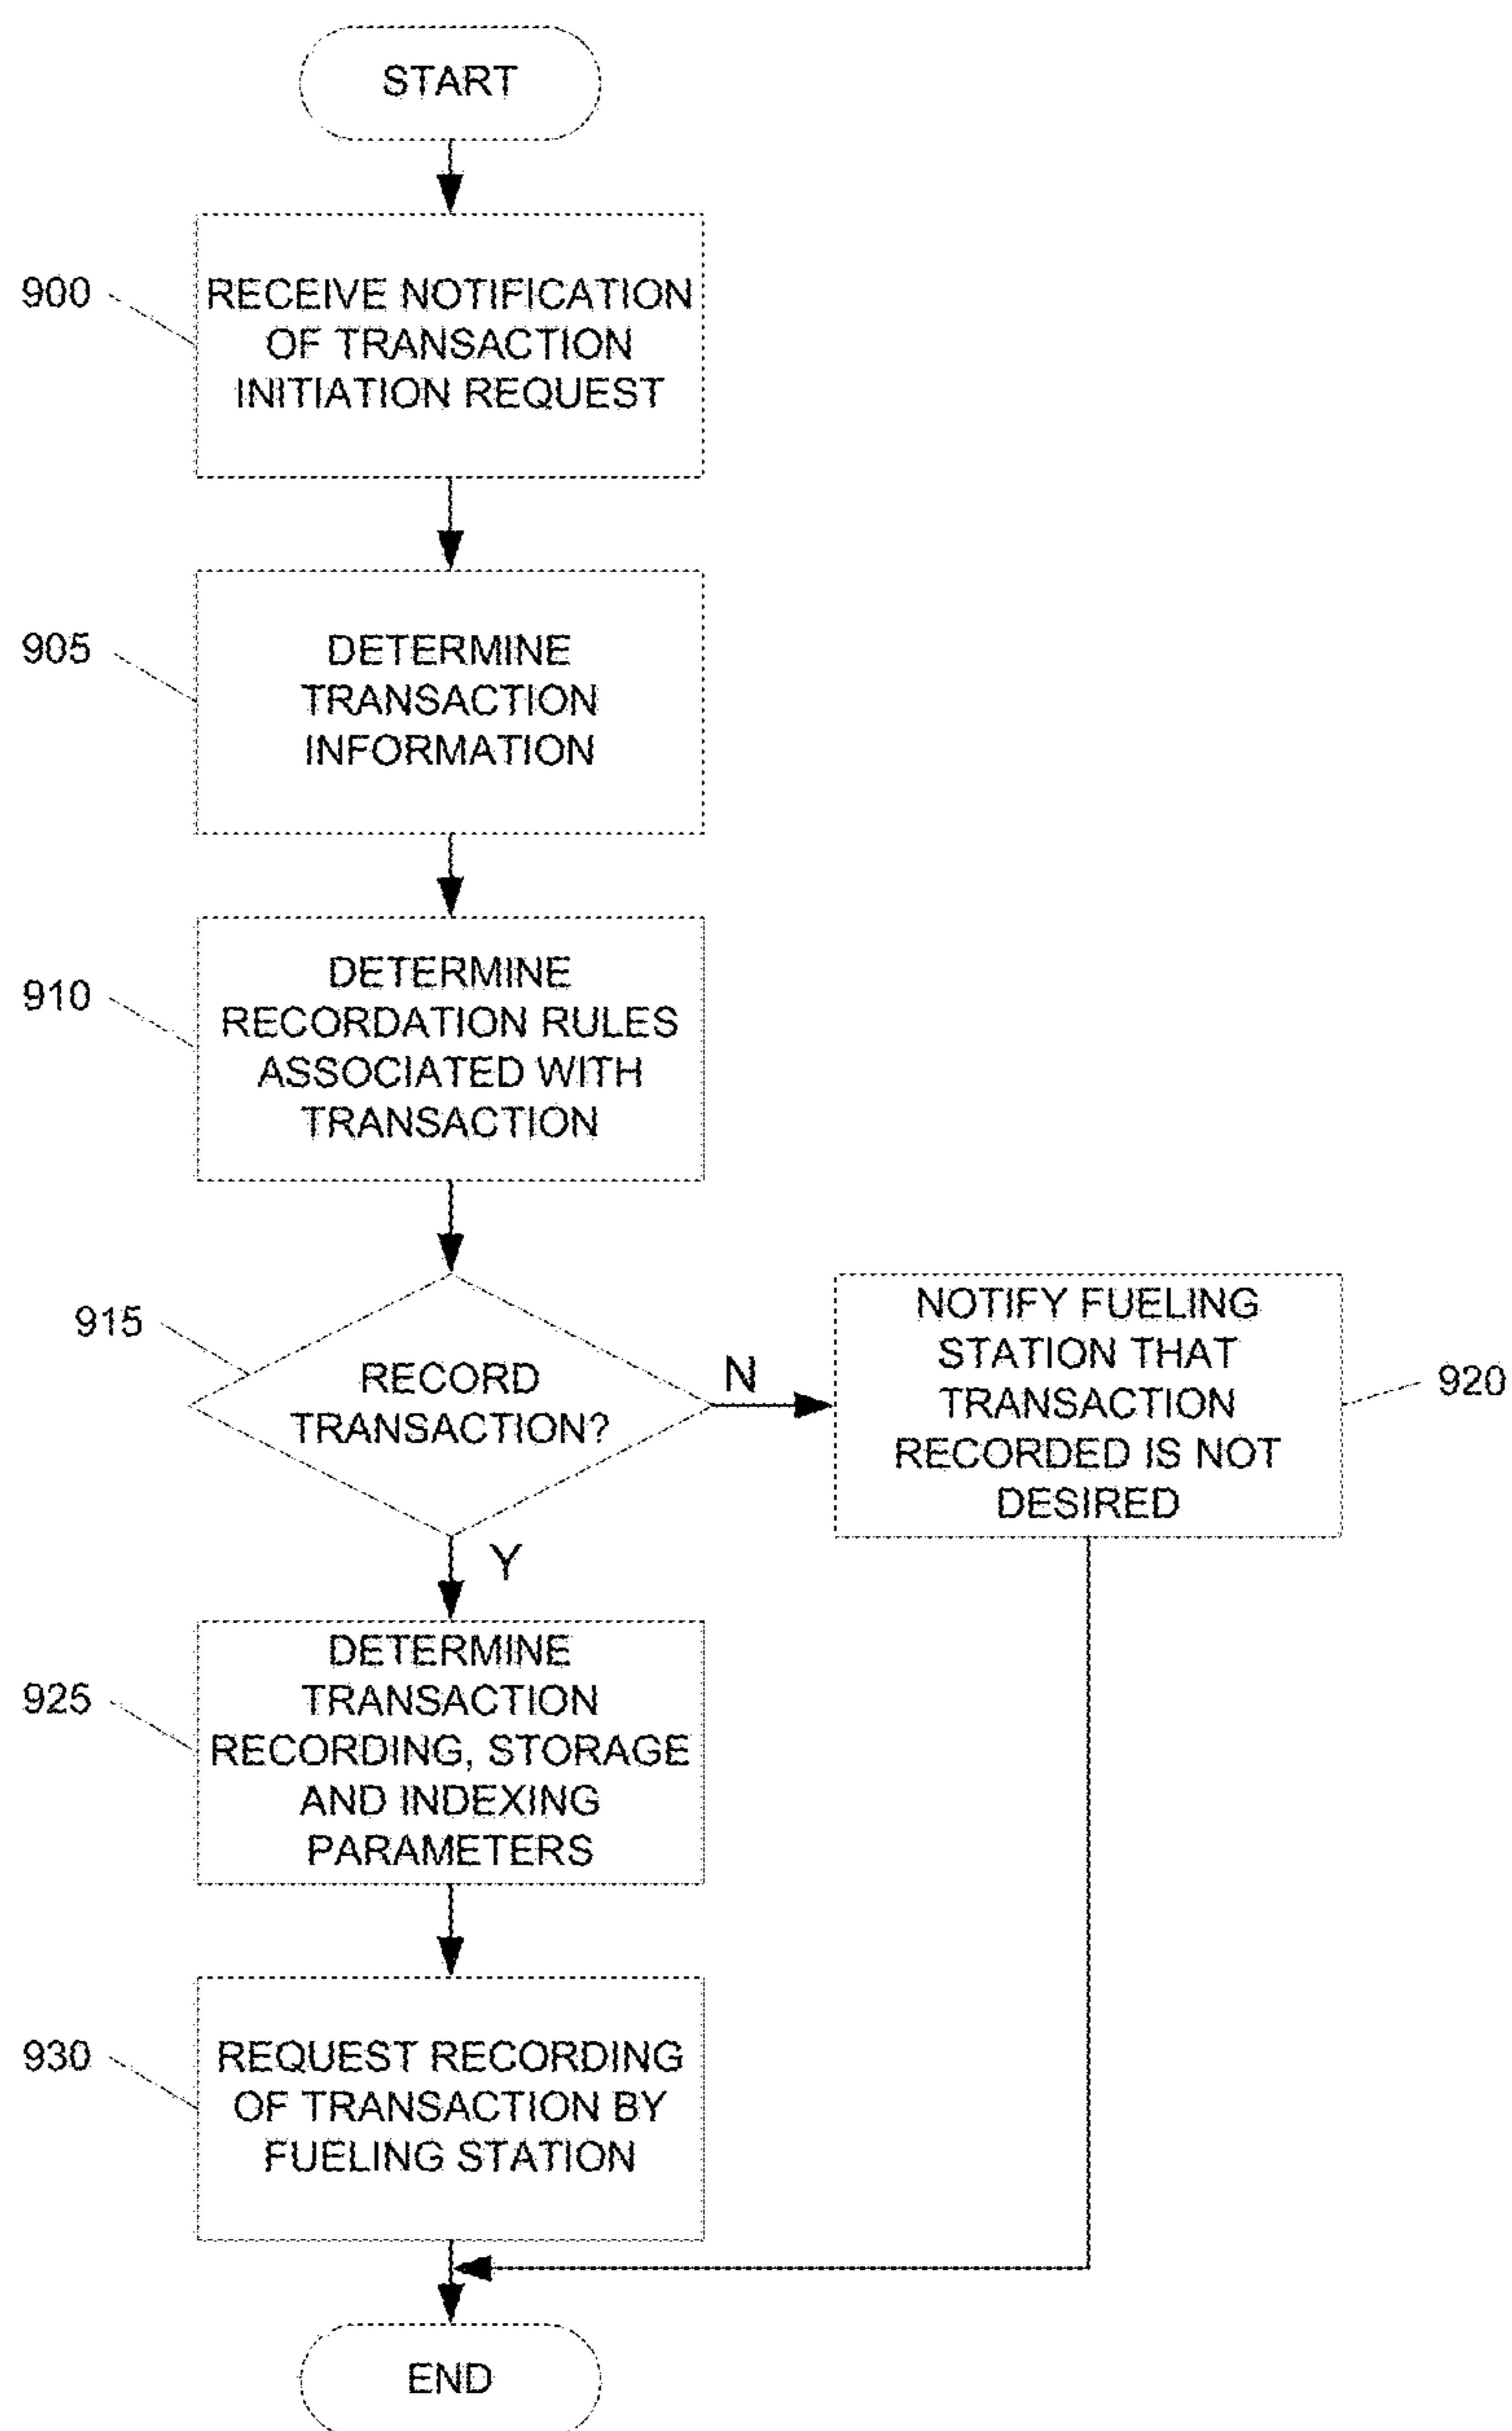 START
900
RECEIVE NOTIFICATION
OF TRANSACTION
INITIATION REQUEST
905
DETERMINE
TRANSACTION
INFORMATION
910
DETERMINE
RECORDATION RULES
ASSOCIATED WITH
TRANSACTION
915
RECORD
TRANSACTION?
N
NOTIFY FUELING
STATION THAT
TRANSACTION
RECORDED IS NOT
DESIRED
920
Y
925
DETERMINE
TRANSACTION
RECORDING, STORAGE
AND INDEXING
PARAMETERS
930
REQUEST RECORDING
OF TRANSACTION BY
FUELING STATION
END